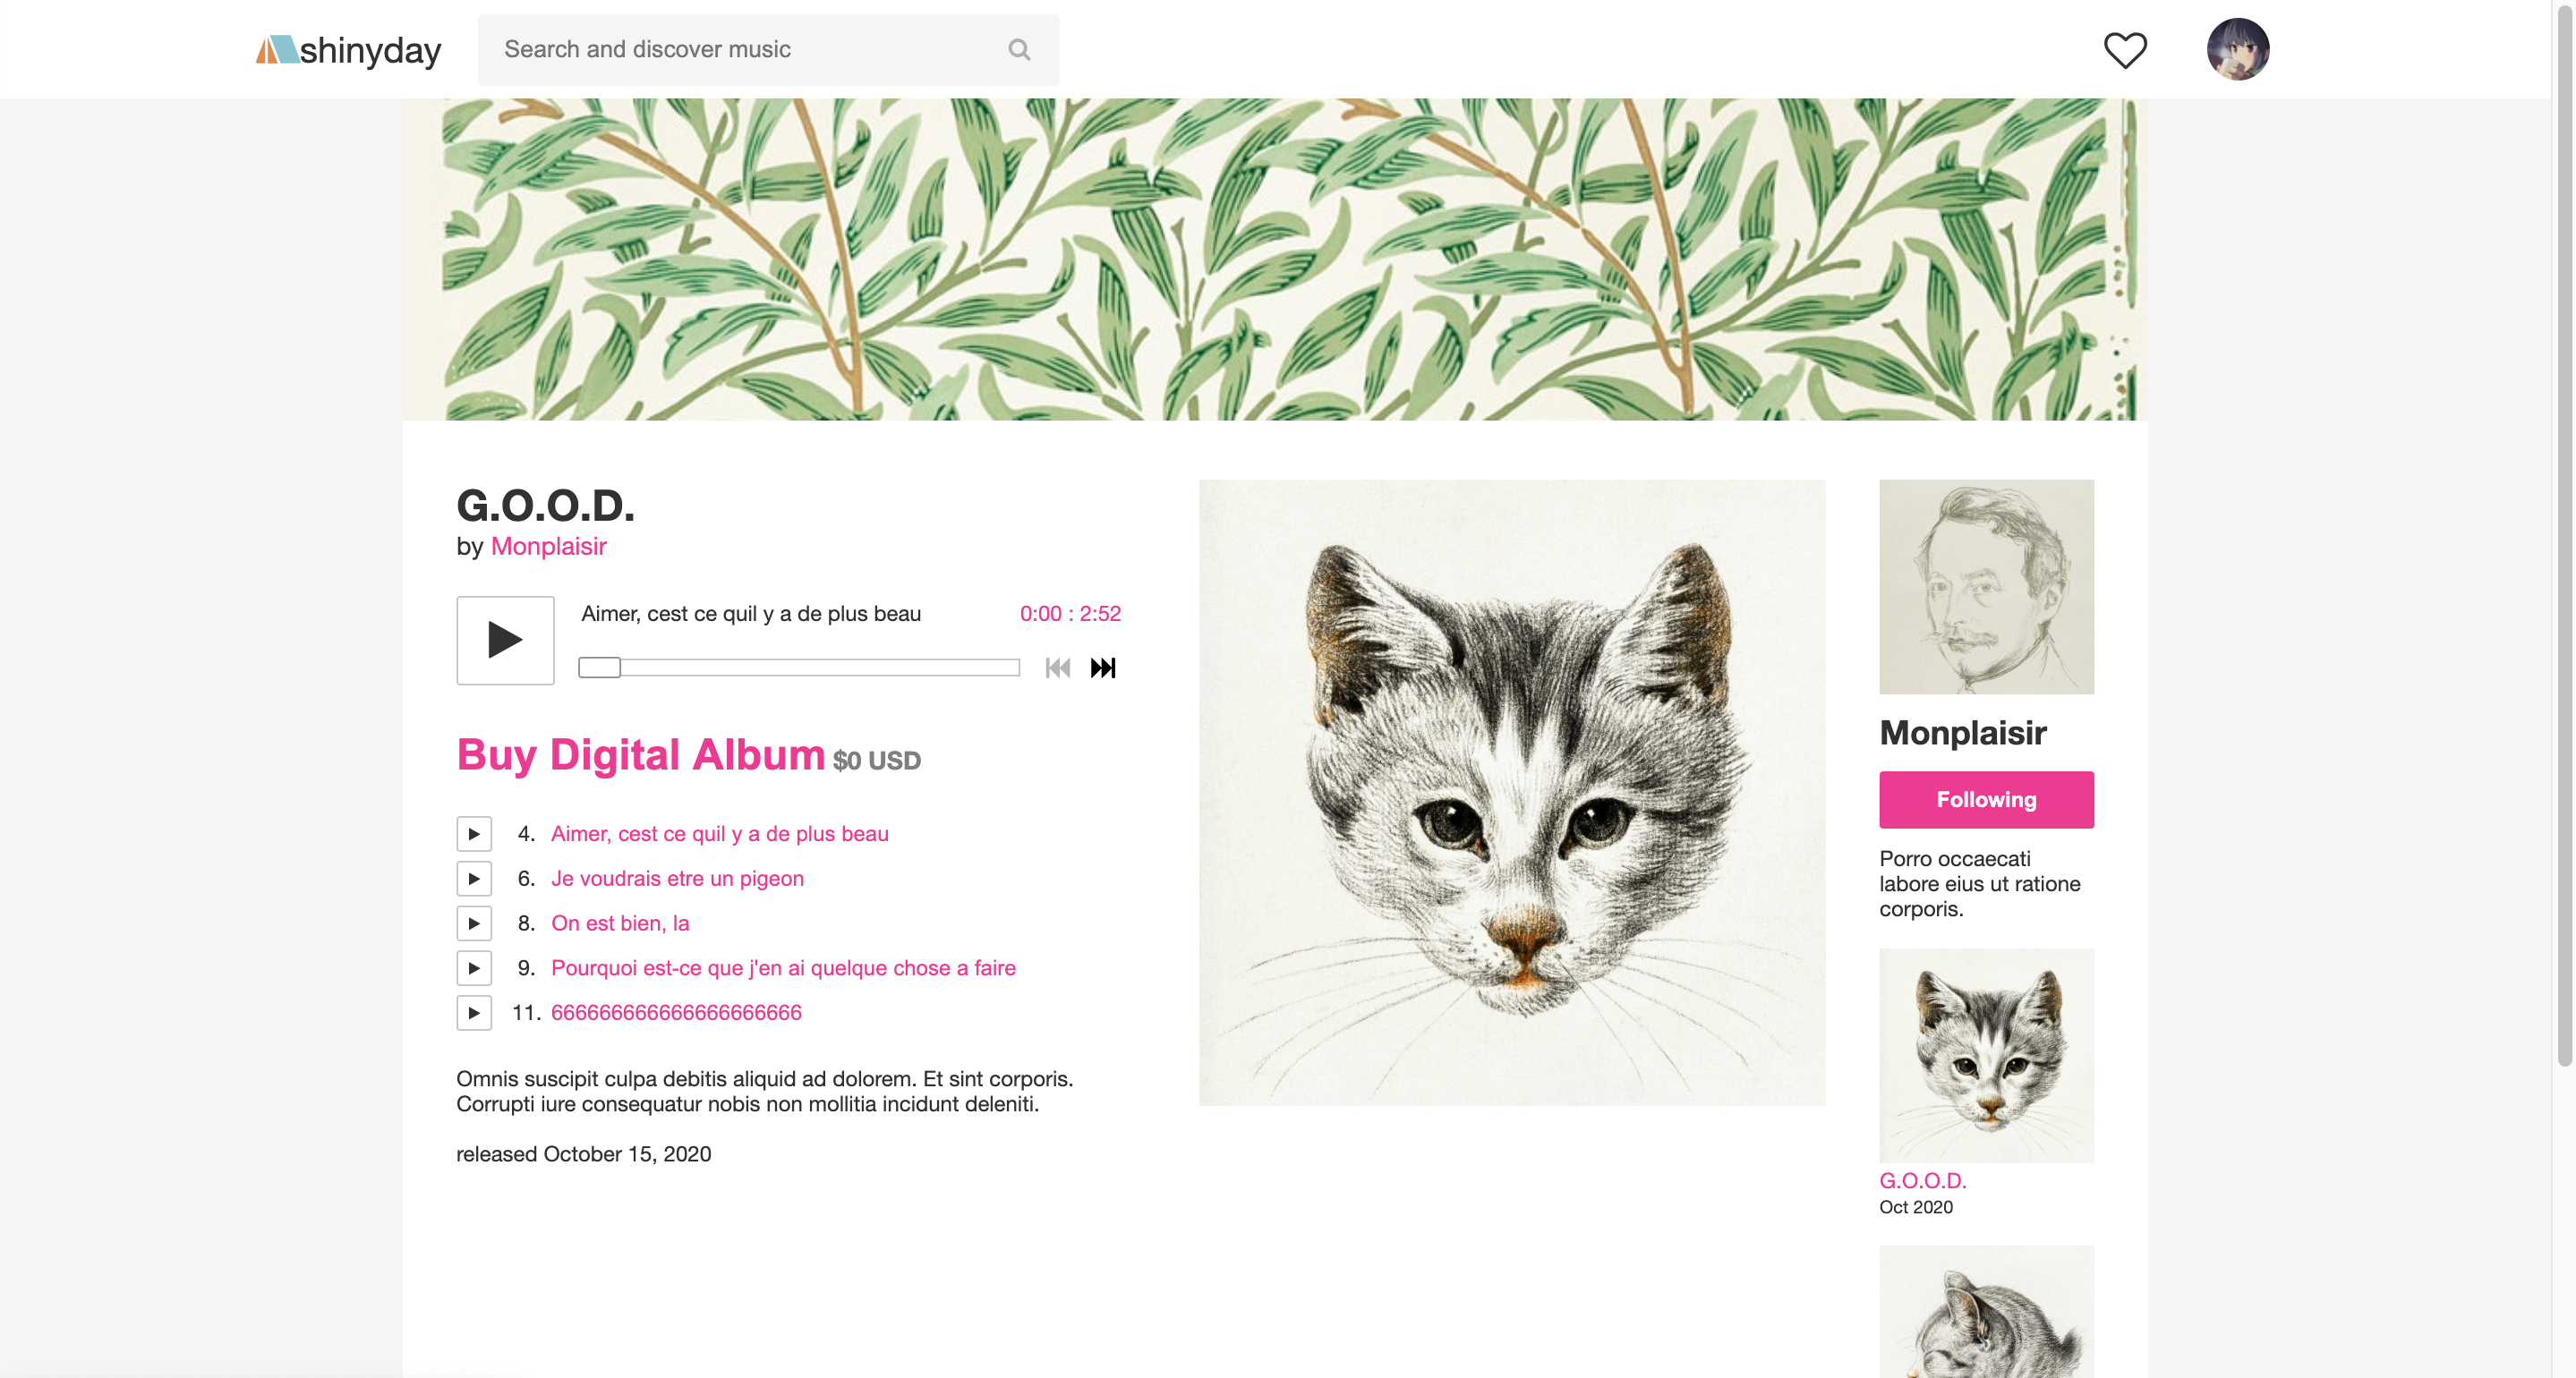 shinyday
Search and discover music
G.O.O.D.
by Monplaisir
Aimer, cest ce quil y a de plus beau
0:00 : 2:52
Buy Digital Album $0 USD
4. Aimer, cest ce quil y a de plus beau
6. Je voudrais etre un pigeon
8. On est bien, la
9. Pourquoi est-ce que j'en ai quelque chose a faire
11. 666666666666666666666
Omnis suscipit culpa debitis aliquid ad dolorem. Et sint corporis.
Corrupti iure consequatur nobis non mollitia incidunt deleniti.
released October 15, 2020
Monplaisir
Following
Porro occaecati
labore eius ut ratione
corporis.
G.O.O.D.
Oct 2020